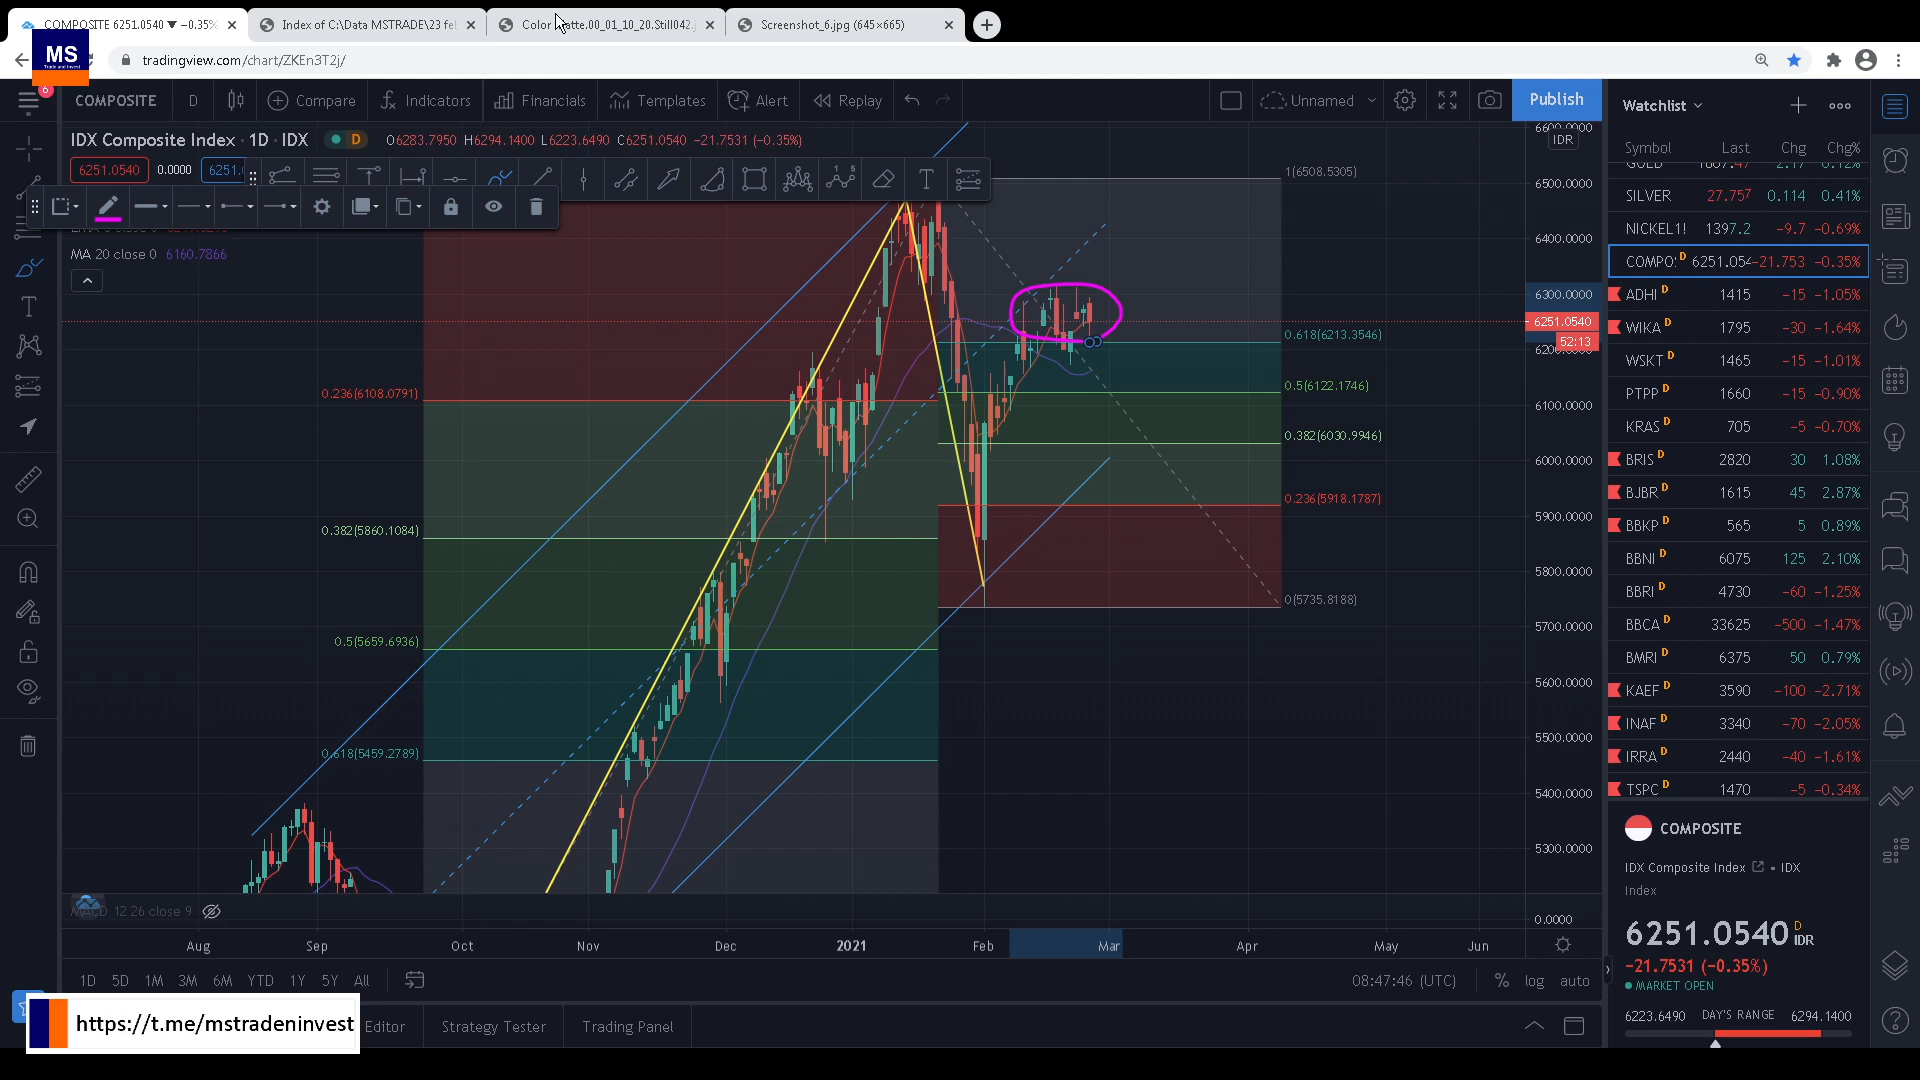 COMPOSITE 6251.0540 ▼ −0.35%
Index of C:\Data MSTRADE\23 feb
Screenshot_6.jpg (645×665)
MS
Trade and Invest
tradingview.com/chart/ZKEn3T2j/
6
COMPOSITE D Compare Indicators Financials Templates Alert Replay Unnamed Publish
IDX Composite Index · 1D · IDX D O6283.7950 H6294.1400 L6223.6490 C6251.0540 −21.7531 (−0.35%)
6251.0540 0.0000
MA 20 close 0 6160.7866
IDR
6500.0000
6400.0000
6300.0000
6251.0540
52:13
6100.0000
6000.0000
5900.0000
5800.0000
5700.0000
5600.0000
5500.0000
5400.0000
5300.0000
0.0000
1(6508.5305)
0.618(6213.3546)
0.5(6122.1746)
0.382(6030.9946)
0.236(5918.1787)
0(5735.8188)
0.236(6108.0791)
0.382(5860.1084)
0.5(5659.6936)
0.618(5459.2789)
MACD 12 26 close 9
Aug Sep Oct Nov Dec 2021 Feb Mar Apr May Jun
1D 5D 1M 3M 6M YTD 1Y 5Y All
08:47:46 (UTC) % log auto
https://t.me/mstradeninvest
Editor Strategy Tester Trading Panel
Watchlist
Symbol Last Chg Chg%
GOLD 1807.47 2.17 0.12%
SILVER 27.757 0.114 0.41%
NICKEL1! 1397.2 −9.7 −0.69%
COMPO: D 6251.054 −21.753 −0.35%
ADHI D 1415 −15 −1.05%
WIKA D 1795 −30 −1.64%
WSKT D 1465 −15 −1.01%
PTPP D 1660 −15 −0.90%
KRAS D 705 −5 −0.70%
BRIS D 2820 30 1.08%
BJBR D 1615 45 2.87%
BBKP D 565 5 0.89%
BBNI D 6075 125 2.10%
BBRI D 4730 −60 −1.25%
BBCA D 33625 −500 −1.47%
BMRI D 6375 50 0.79%
KAEF D 3590 −100 −2.71%
INAF D 3340 −70 −2.05%
IRRA D 2440 −40 −1.61%
TSPC D 1470 −5 −0.34%
COMPOSITE
IDX Composite Index • IDX
Index
6251.0540 D IDR
−21.7531 (−0.35%)
MARKET OPEN
6223.6490 DAY'S RANGE 6294.1400